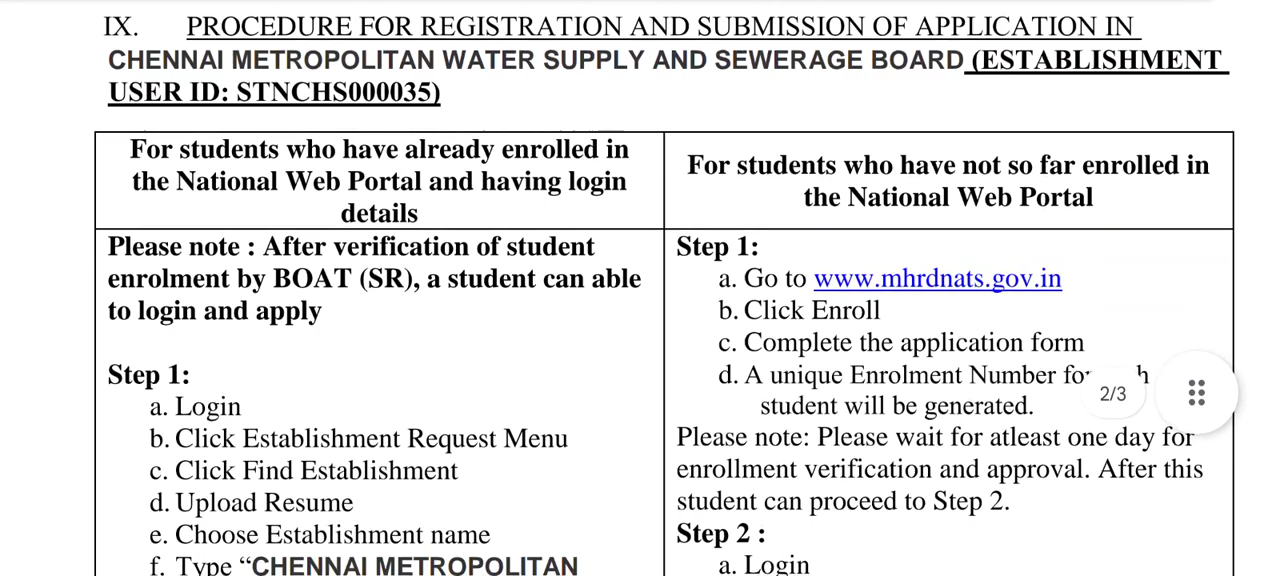 IX. PROCEDURE FOR REGISTRATION AND SUBMISSION OF APPLICATION IN
CHENNAI METROPOLITAN WATER SUPPLY AND SEWERAGE BOARD (ESTABLISHMENT
USER ID: STNCHS000035)
For students who have already enrolled in
the National Web Portal and having login
details
Please note : After verification of student
enrolment by BOAT (SR), a student can able
to login and apply
Step 1:
a. Login
b. Click Establishment Request Menu
c. Click Find Establishment
d. Upload Resume
e. Choose Establishment name
f. Type “CHENNAI METROPOLITAN
For students who have not so far enrolled in
the National Web Portal
Step 1:
a. Go to www.mhrdnats.gov.in
b. Click Enroll
c. Complete the application form
d. A unique Enrolment Number for
student will be generated.
Please note: Please wait for atleast one day for
enrollment verification and approval. After this
student can proceed to Step 2.
Step 2 :
a. Login
2/3